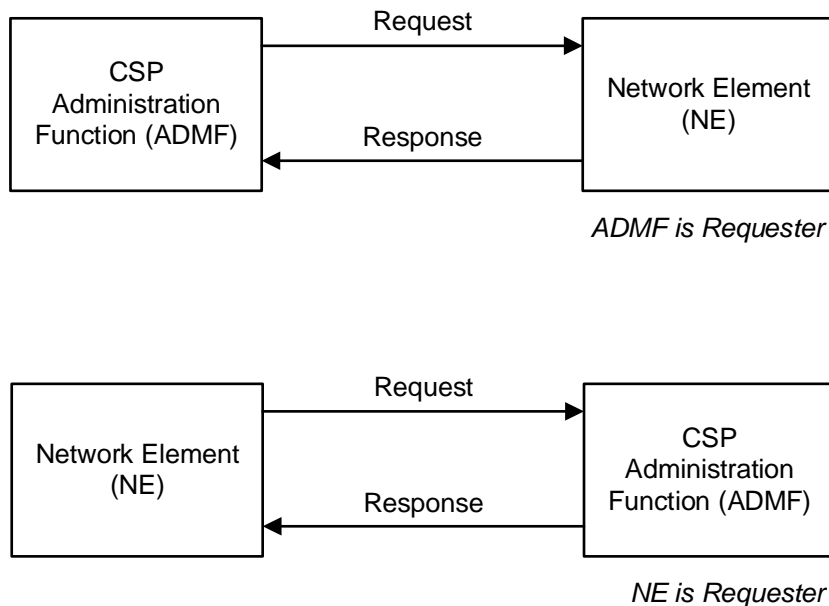 Request
CSP
Administration
Function (ADMF)
Network Element
(NE)
Response
ADMF is Requester
Request
Network Element
(NE)
CSP
Administration
Function (ADMF)
Response
NE is Requester